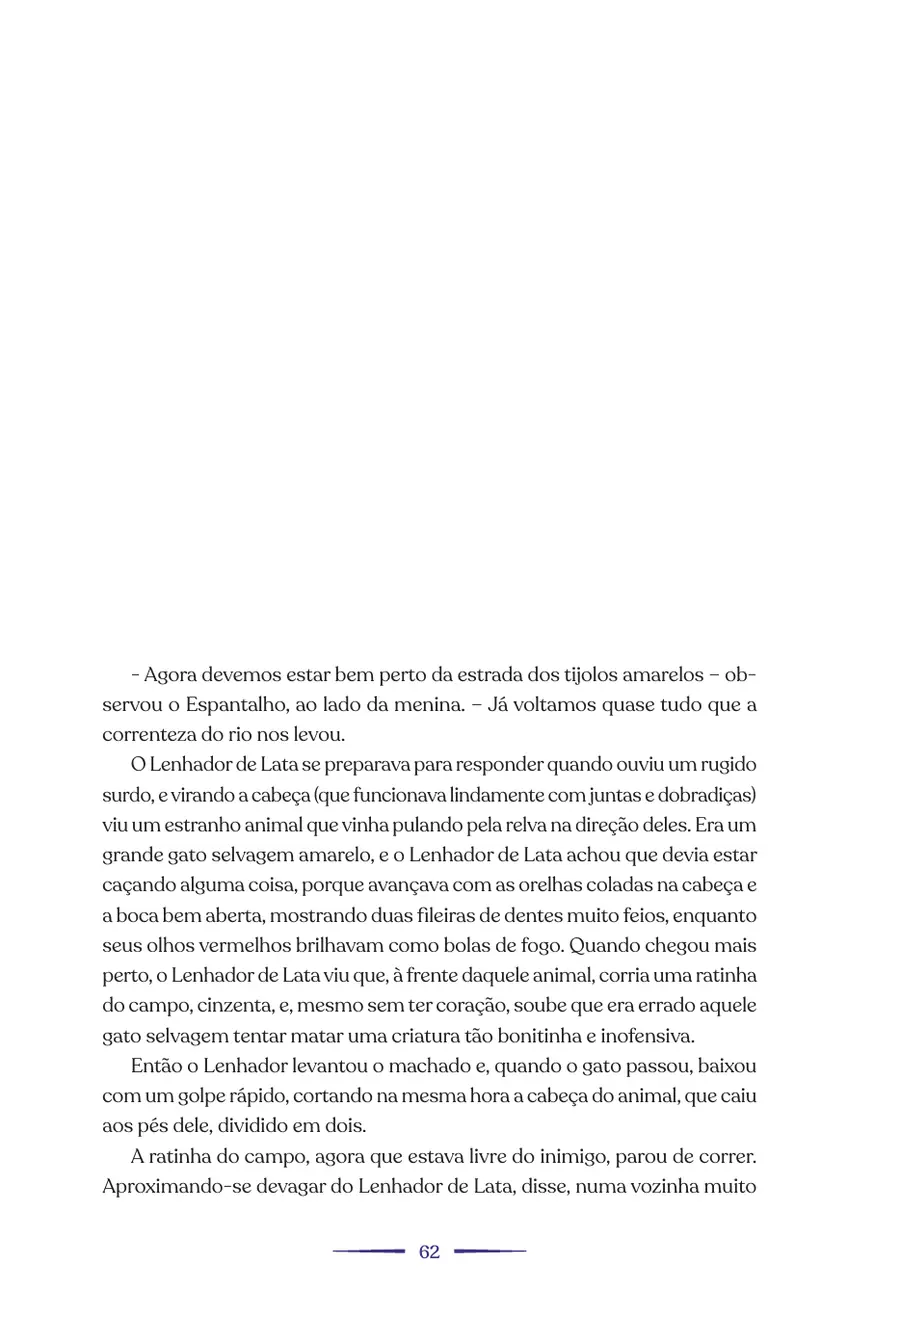 - Agora devemos estar bem perto da estrada dos tijolos amarelos – ob-
servou o Espantalho, ao lado da menina. – Já voltamos quase tudo que a
correnteza do rio nos levou.
O Lenhador de Lata se preparava para responder quando ouviu um rugido
surdo, e virando a cabeça (que funcionava lindamente com juntas e dobradiças)
viu um estranho animal que vinha pulando pela relva na direção deles. Era um
grande gato selvagem amarelo, e o Lenhador de Lata achou que devia estar
caçando alguma coisa, porque avançava com as orelhas coladas na cabeça e
a boca bem aberta, mostrando duas fileiras de dentes muito feios, enquanto
seus olhos vermelhos brilhavam como bolas de fogo. Quando chegou mais
perto, o Lenhador de Lata viu que, à frente daquele animal, corria uma ratinha
do campo, cinzenta, e, mesmo sem ter coração, soube que era errado aquele
gato selvagem tentar matar uma criatura tão bonitinha e inofensiva.
Então o Lenhador levantou o machado e, quando o gato passou, baixou
com um golpe rápido, cortando na mesma hora a cabeça do animal, que caiu
aos pés dele, dividido em dois.
A ratinha do campo, agora que estava livre do inimigo, parou de correr.
Aproximando-se devagar do Lenhador de Lata, disse, numa vozinha muito
62